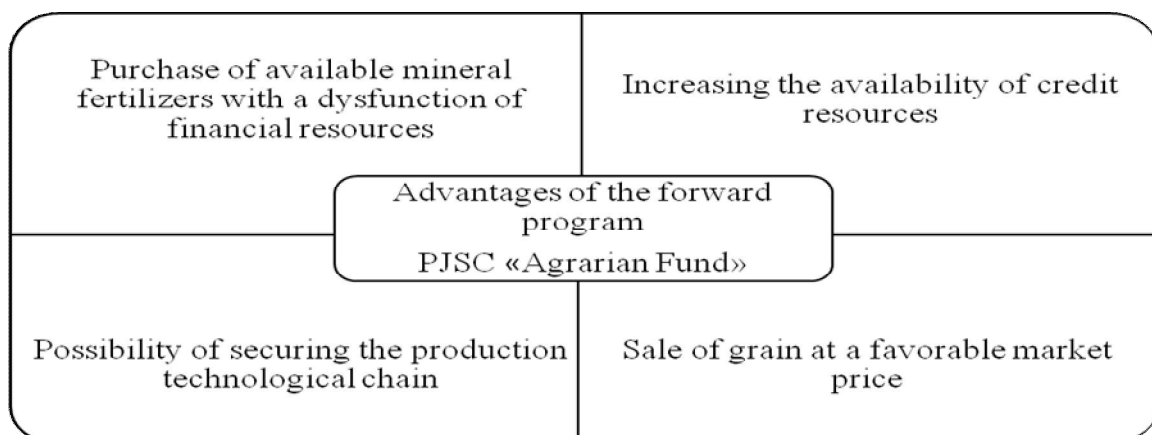 Purchase of available mineral
fertilizers with a dysfunction of
financial resources
Increasing the availability of credit
resources
Advantages of the forward
program
PJSC «Agrarian Fund»
Possibility of securing the production
technological chain
Sale of grain at a favorable market
price